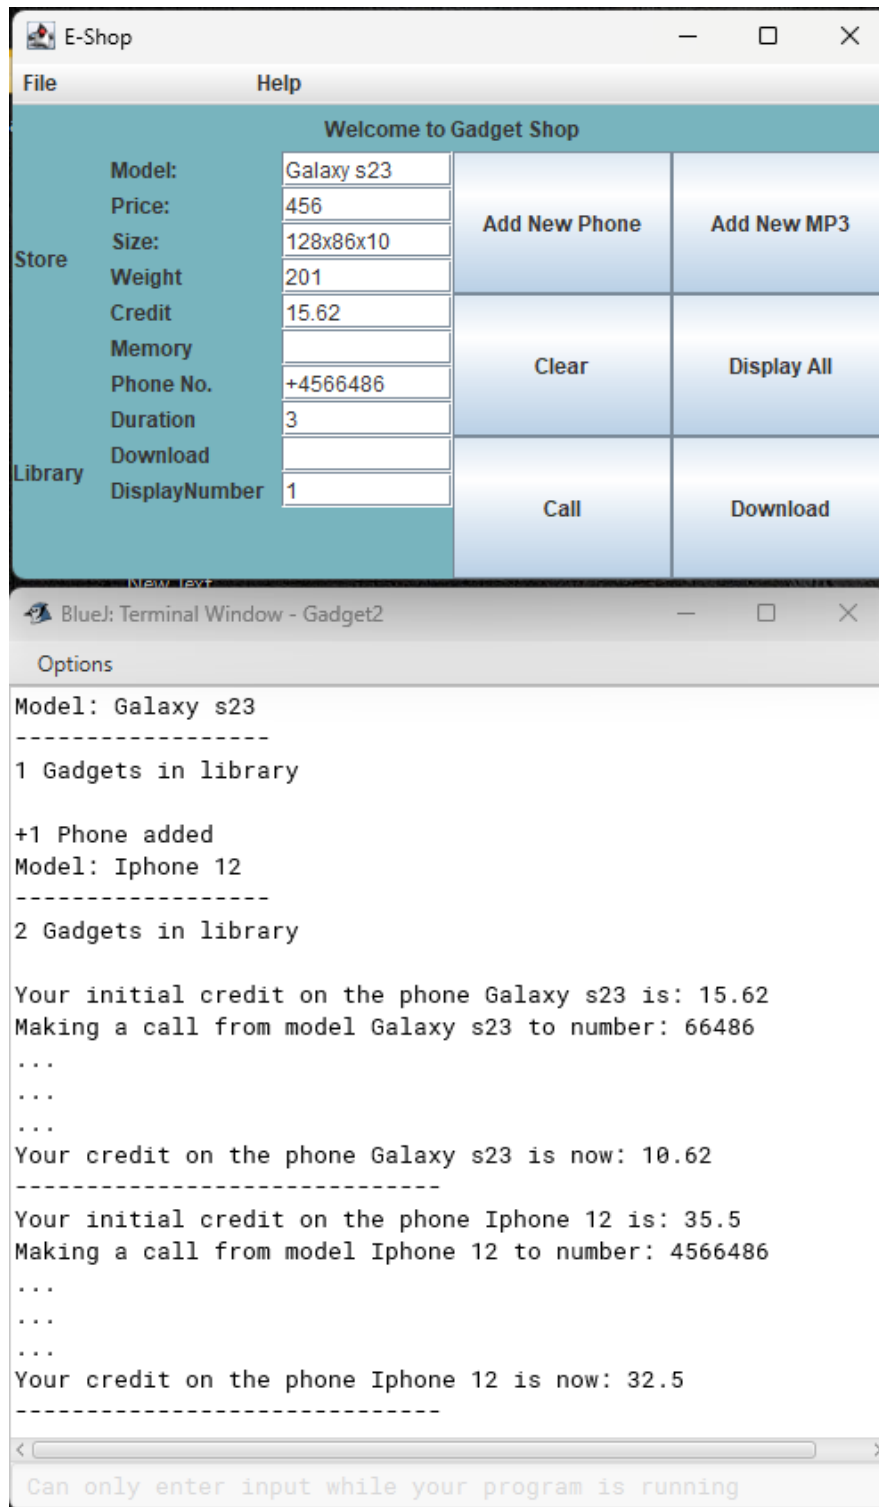 E-Shop
File Help
Welcome to Gadget Shop
Store
Library
Model: Galaxy s23
Price: 456
Size: 128x86x10
Weight 201
Credit 15.62
Memory
Phone No. +4566486
Duration 3
Download
DisplayNumber 1
Add New Phone Add New MP3
Clear Display All
Call Download
New Text
BlueJ: Terminal Window - Gadget2
Options
Model: Galaxy s23
------------------
1 Gadgets in library
+1 Phone added
Model: Iphone 12
------------------
2 Gadgets in library
Your initial credit on the phone Galaxy s23 is: 15.62
Making a call from model Galaxy s23 to number: 66486
...
...
...
Your credit on the phone Galaxy s23 is now: 10.62
------------------------------
Your initial credit on the phone Iphone 12 is: 35.5
Making a call from model Iphone 12 to number: 4566486
...
...
...
Your credit on the phone Iphone 12 is now: 32.5
------------------------------
Can only enter input while your program is running